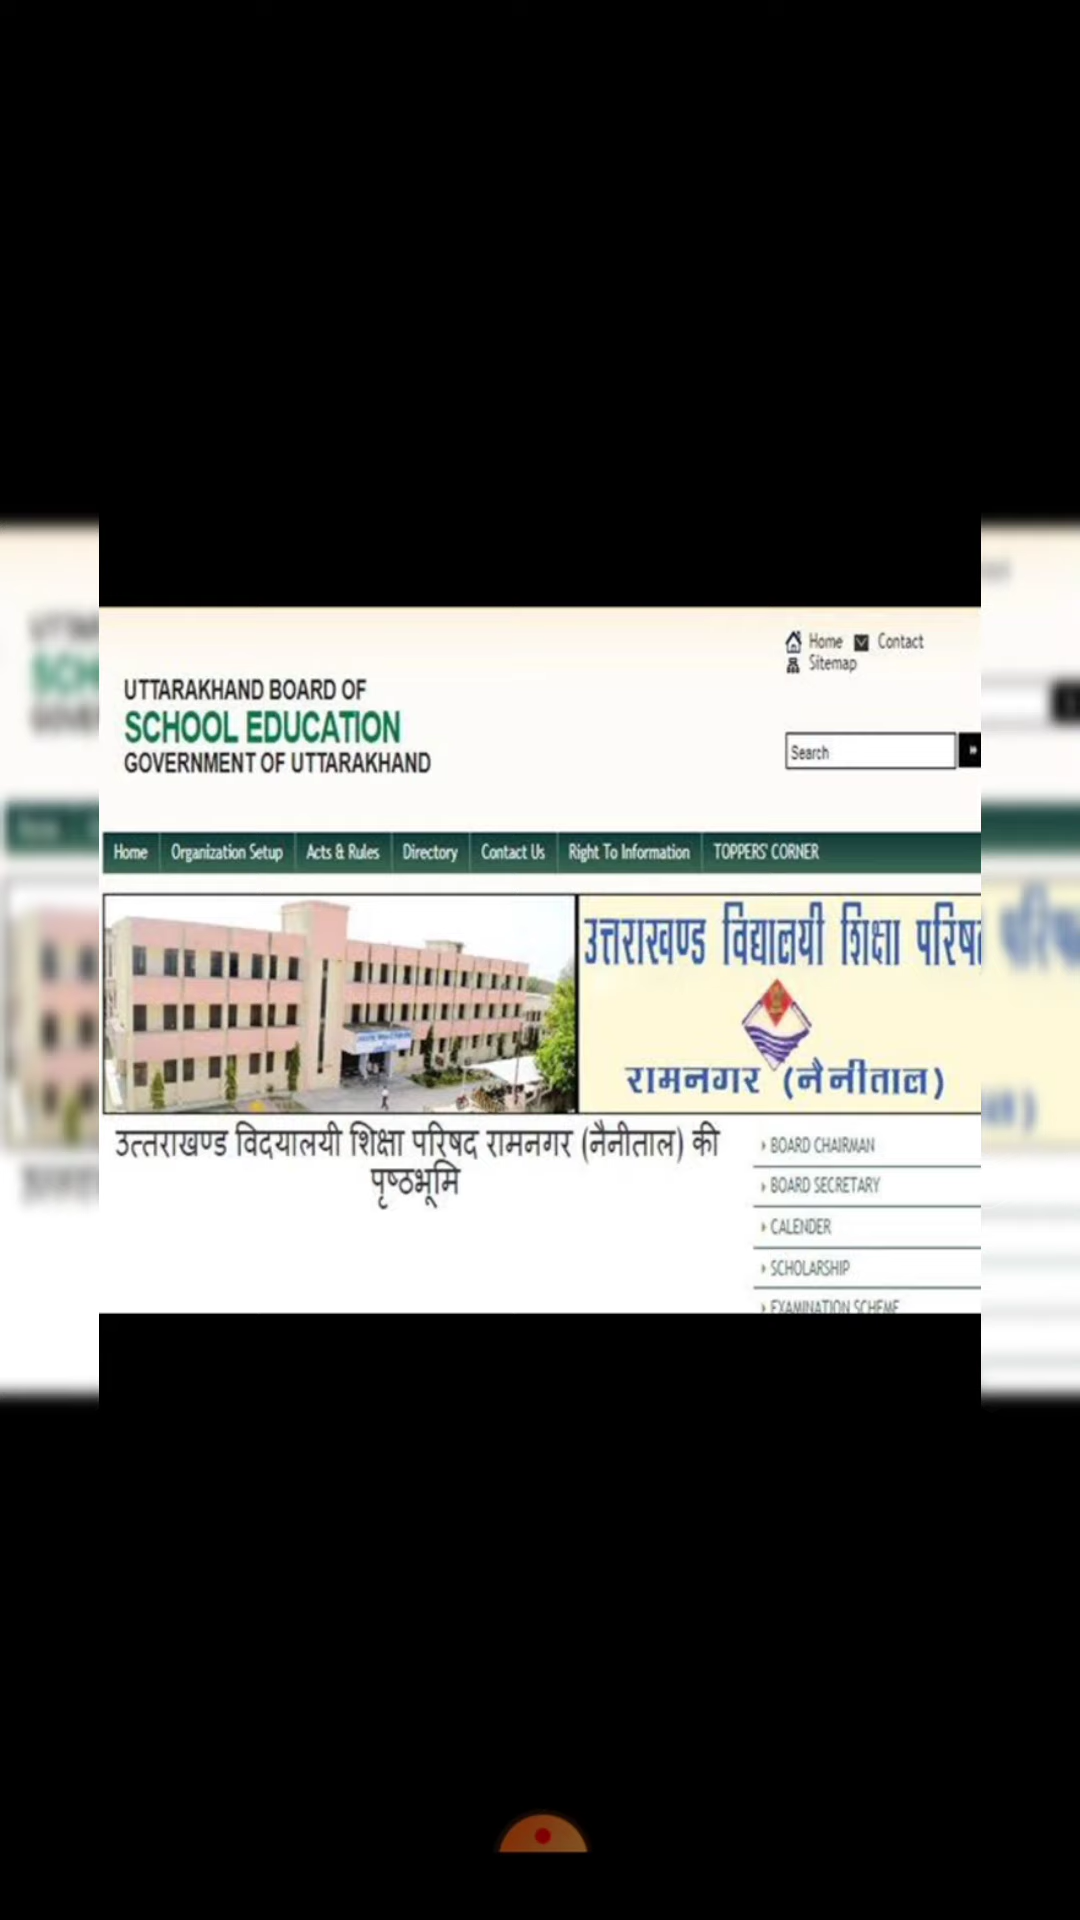 Home Contact
Sitemap
UTTARAKHAND BOARD OF
SCHOOL EDUCATION
GOVERNMENT OF UTTARAKHAND
Search
Home Organization Setup Acts & Rules Directory Contact Us Right To Information TOPPERS' CORNER
उत्तराखण्ड विद्यालयी शिक्षा
रामनगर (नैनीताल)
उत्तराखण्ड विदयालयी शिक्षा परिषद रामनगर (नैनीताल) की
पृष्ठभूमि
BOARD CHAIRMAN
BOARD SECRETARY
CALENDER
SCHOLARSHIP
EXAMINATION SCHEME